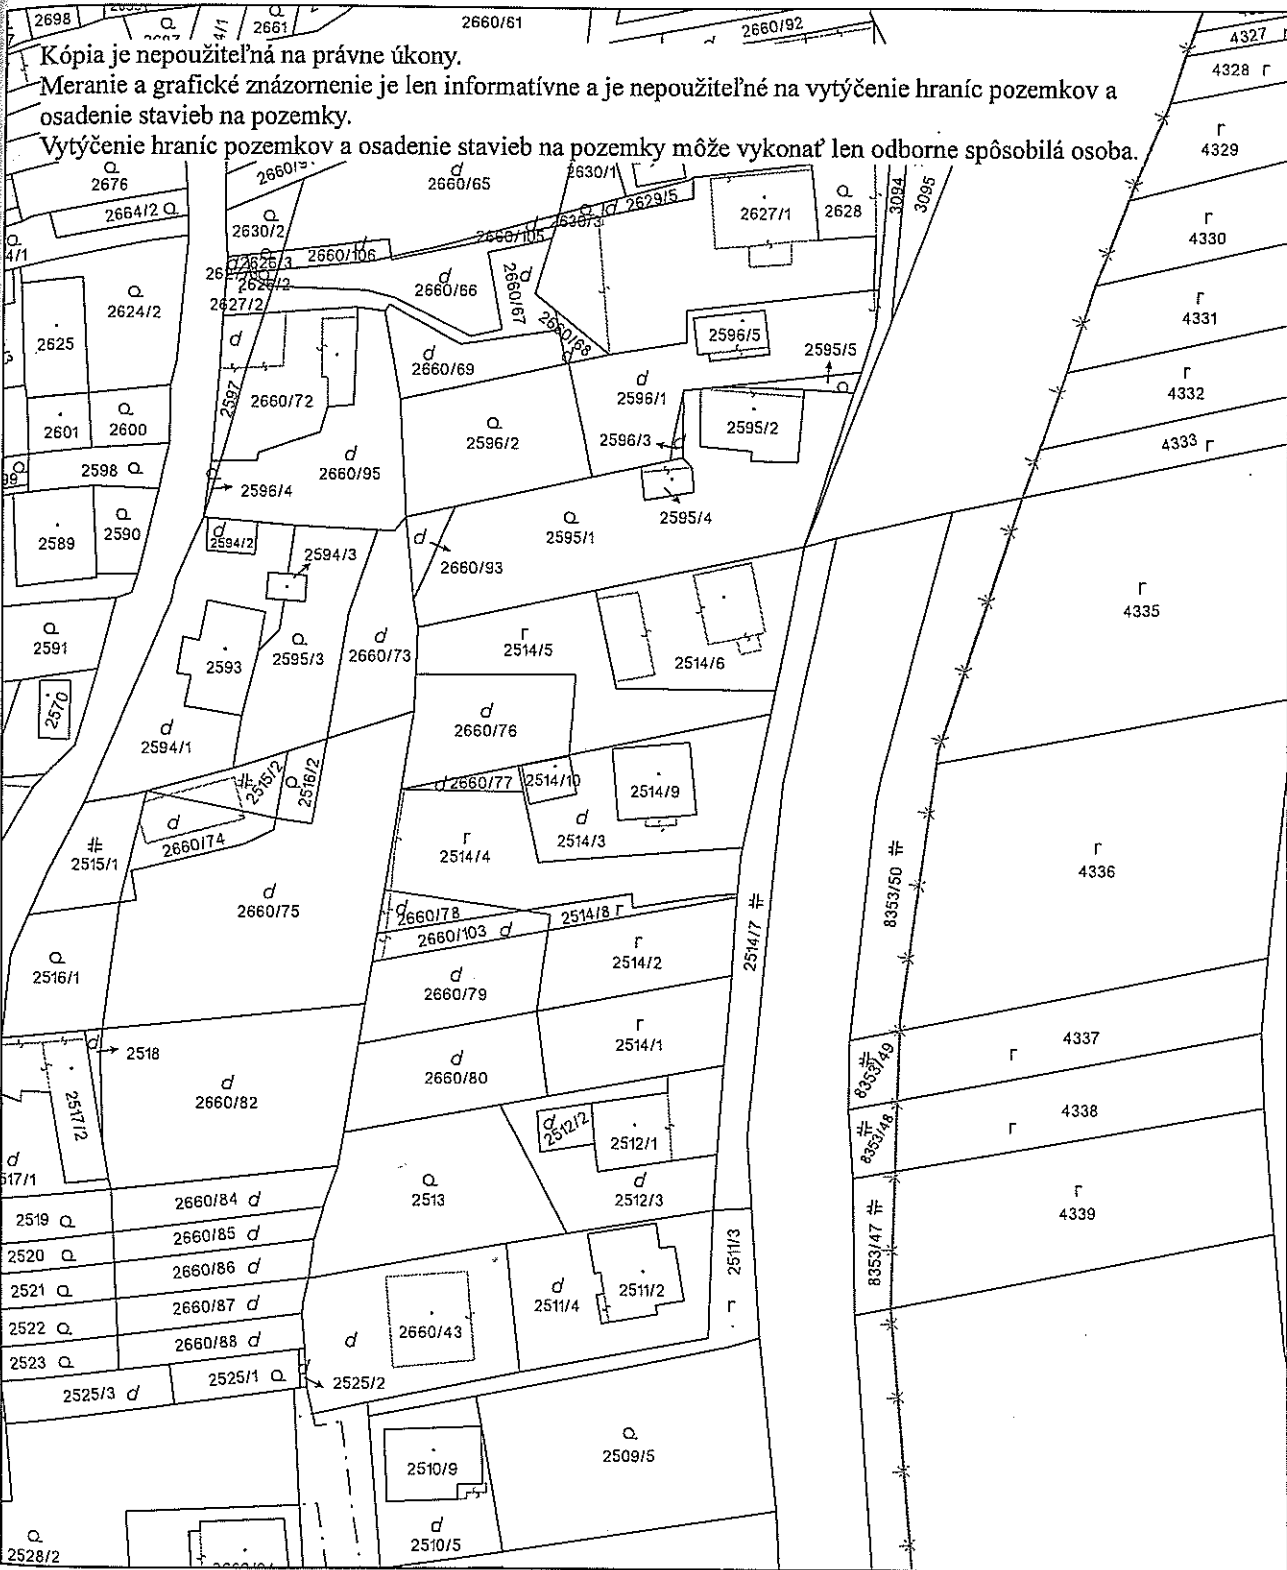 2698
2661
2660/61
2660/92
4327 r
Kópia je nepoužiteľná na právne úkony.
4328 r
Meranie a grafické znázornenie je len informatívne a je nepoužiteľné na vytýčenie hraníc pozemkov a
osadenie stavieb na pozemky.
r
4329
Vytýčenie hraníc pozemkov a osadenie stavieb na pozemky môže vykonať len odborne spôsobilá osoba.
2676
2660/65
2630/1
2629/5
2627/1
2628
3094
3095
2664/2
2630/2
2630/3
2660/105
r
4330
2626/3
2660/106
2626/2
2627/2
2660/66
2660/67
2660/68
2624/2
2625
r
4331
d
2660/69
2596/5
2595/5
d
2660/72
2597
d
2596/1
r
4332
2601
2600
2596/2
2596/3
2595/2
4333 r
2598
d
2660/95
2596/4
2595/4
2589
2590
d
2594/2
2594/3
d
2660/93
2595/1
r
4335
2591
2593
2595/3
d
2660/73
r
2514/5
2514/6
2570
d
2594/1
d
2660/76
2515/2
2516/2
d 2660/77
2514/10
2514/9
d
2660/74
2515/1
r
2514/4
d
2514/3
r
4336
8353/50
d
2660/75
d
2660/78
2514/8 r
2660/103 d
2514/7
2516/1
r
2514/2
d
2660/79
r
2514/1
4337
r
8353/49
d
2518
2517/2
d
2660/82
d
2660/80
d
2512/2
2512/1
4338
r
8353/48
d
517/1
2660/84 d
2513
d
2512/3
r
4339
2519
2660/85 d
2520
2660/86 d
2511/3
r
8353/47
2521
2660/87 d
d
2511/4
2511/2
2522
2660/88 d
d
2660/43
2523
2525/1
d
2525/2
2525/3 d
2509/5
2510/9
d
2510/5
2528/2